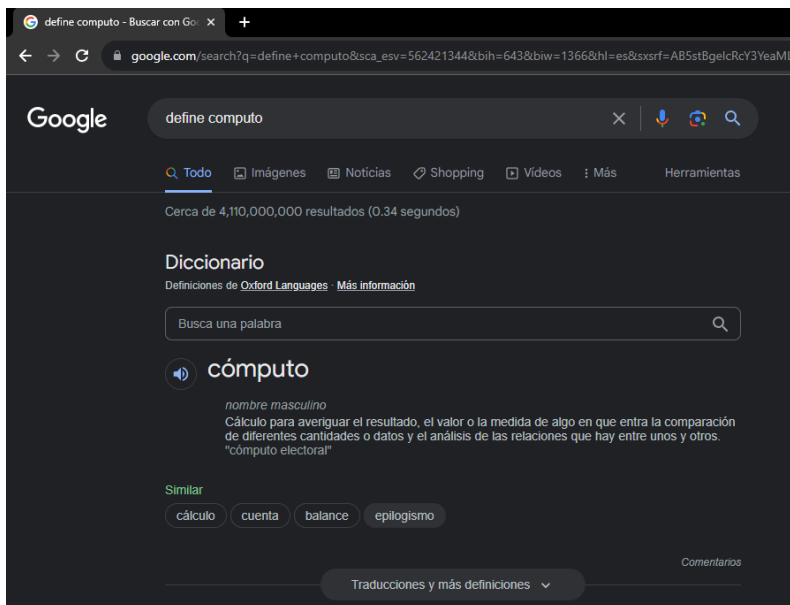 define computo - Buscar con Goo
google.com/search?q=define+computo&sca_esv=562421344&bih=643&biw=1366&hl=es&sxsrf=AB5stBgelcRcY3YeaMI
Google
define computo
Todo Imágenes Noticias Shopping Vídeos Más Herramientas
Cerca de 4,110,000,000 resultados (0.34 segundos)
Diccionario
Definiciones de Oxford Languages · Más información
Busca una palabra
cómputo
nombre masculino
Cálculo para averiguar el resultado, el valor o la medida de algo en que entra la comparación
de diferentes cantidades o datos y el análisis de las relaciones que hay entre unos y otros.
"cómputo electoral"
Similar
cálculo cuenta balance epilogismo
Comentarios
Traducciones y más definiciones